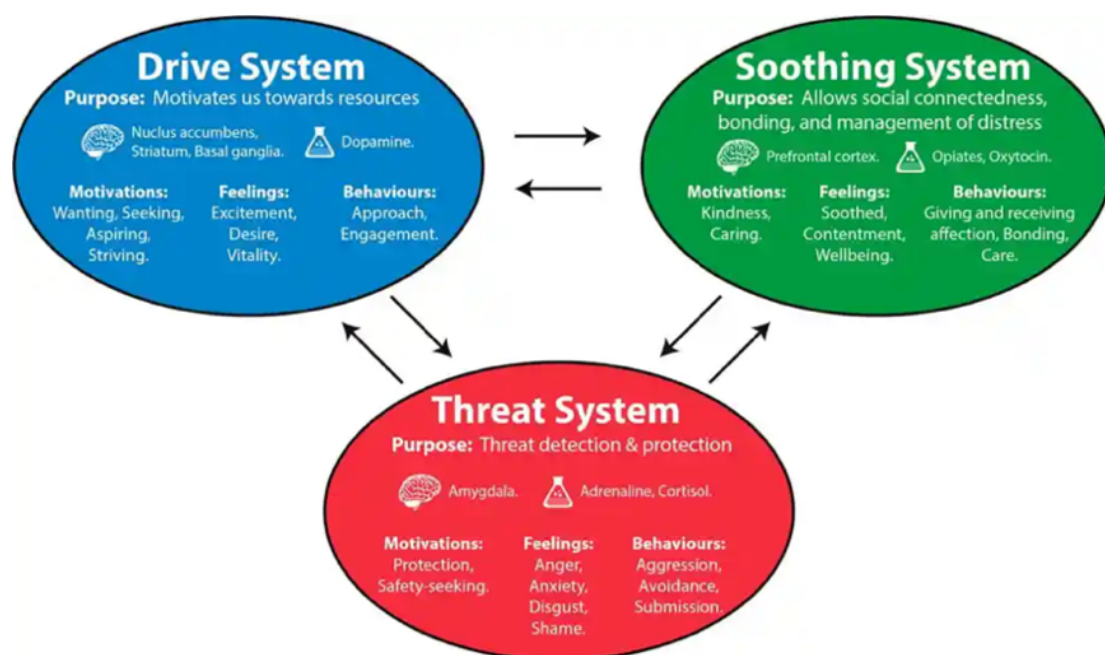 Drive System
Purpose: Motivates us towards resources
Nuclus accumbens,
Striatum, Basal ganglia.
Dopamine.
Motivations:
Wanting, Seeking,
Aspiring,
Striving.
Feelings:
Excitement,
Desire,
Vitality.
Behaviours:
Approach,
Engagement.
Soothing System
Purpose: Allows social connectedness,
bonding, and management of distress
Prefrontal cortex.
Opiates, Oxytocin.
Motivations:
Kindness,
Caring.
Feelings:
Soothed,
Contentment,
Wellbeing.
Behaviours:
Giving and receiving
affection, Bonding,
Care.
Threat System
Purpose: Threat detection & protection
Amygdala.
Adrenaline, Cortisol.
Motivations:
Protection,
Safety-seeking.
Feelings:
Anger,
Anxiety,
Disgust,
Shame.
Behaviours:
Aggression,
Avoidance,
Submission.